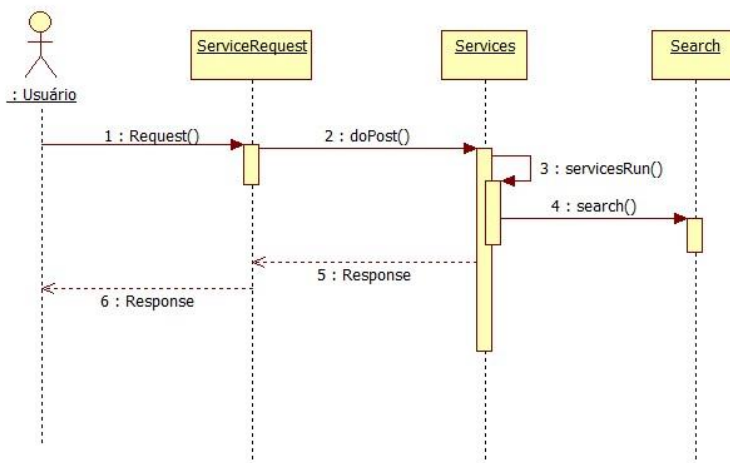 ServiceRequest
Services
Search
: Usuário
1 : Request()
2 : doPost()
3 : servicesRun()
4 : search()
5 : Response
6 : Response